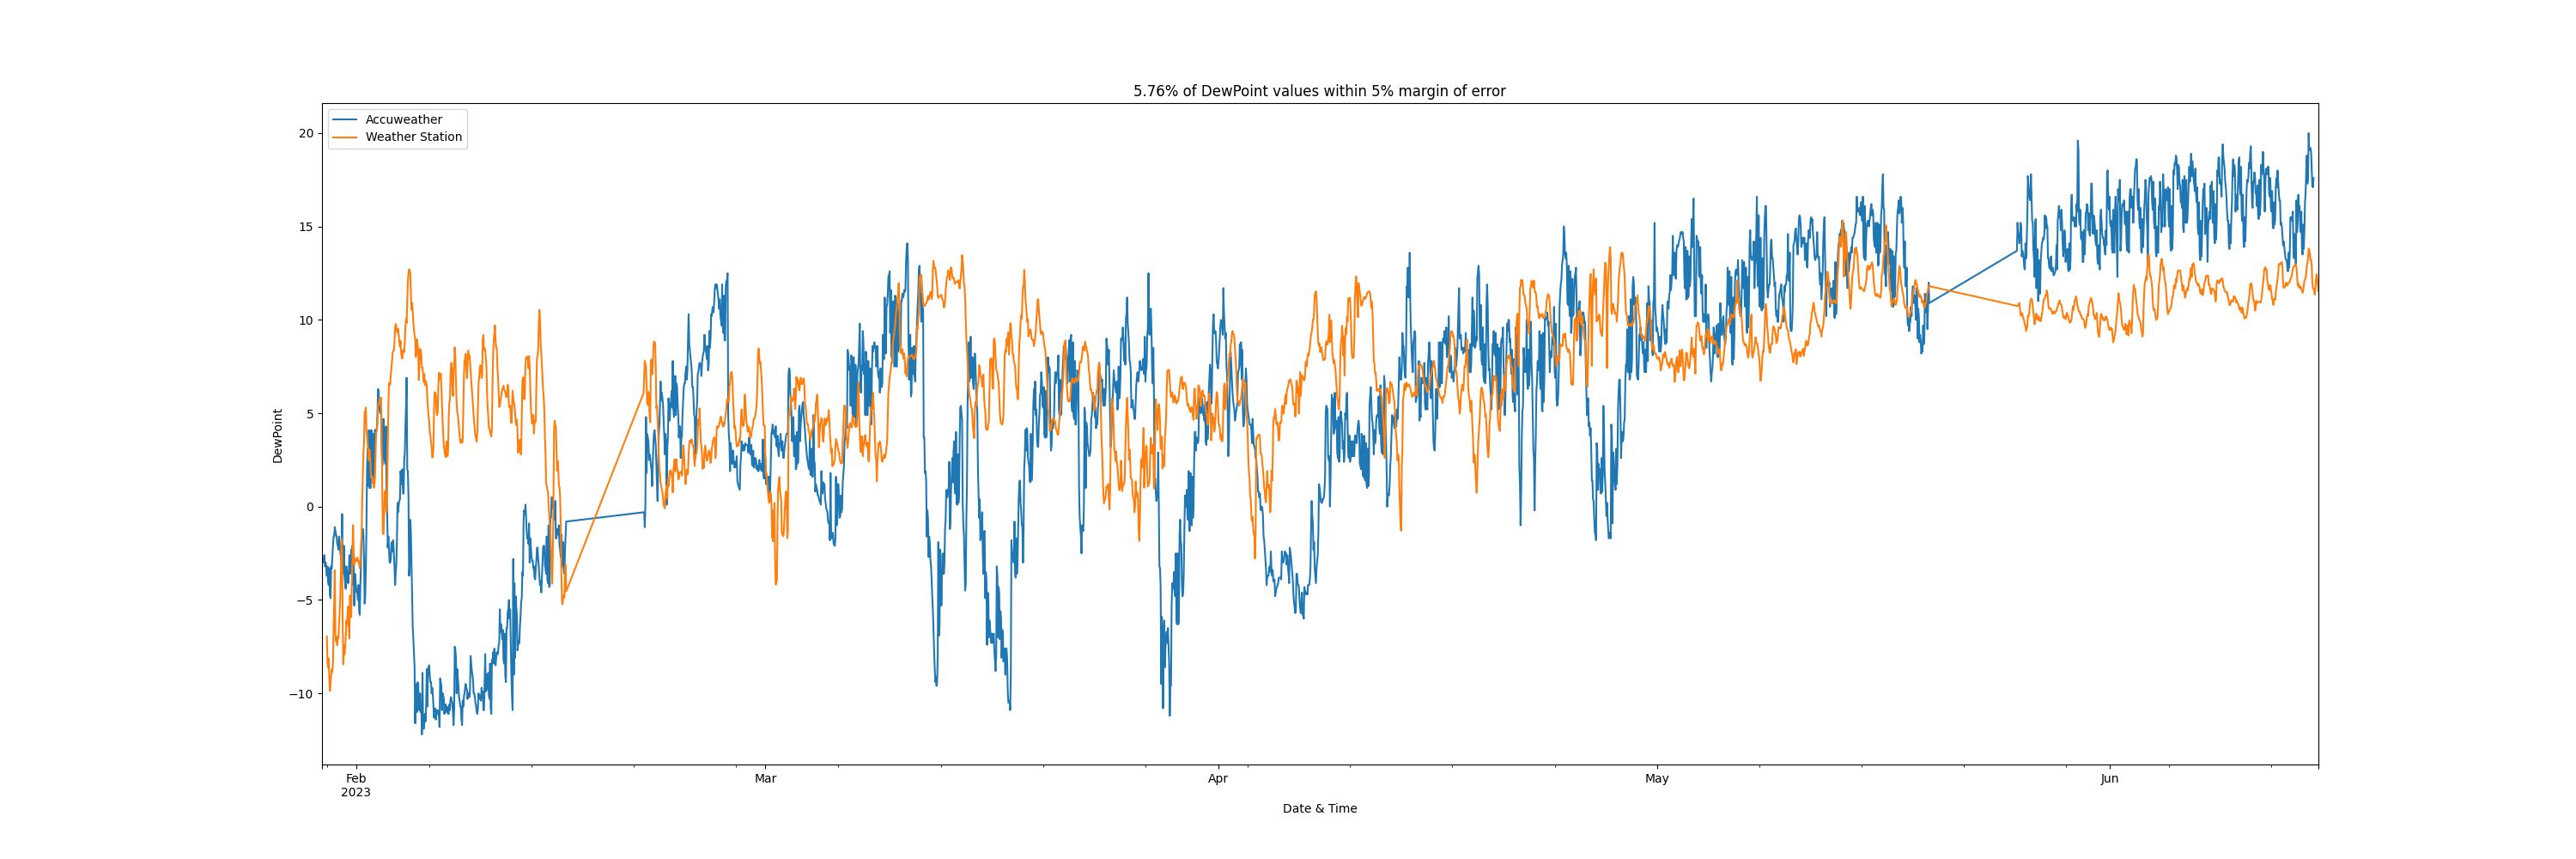 5.76% of DewPoint values within 5% margin of error
Accuweather
Weather Station
20
15
10
5
0
−5
−10
DewPoint
Feb
2023
Mar
Apr
May
Jun
Date & Time